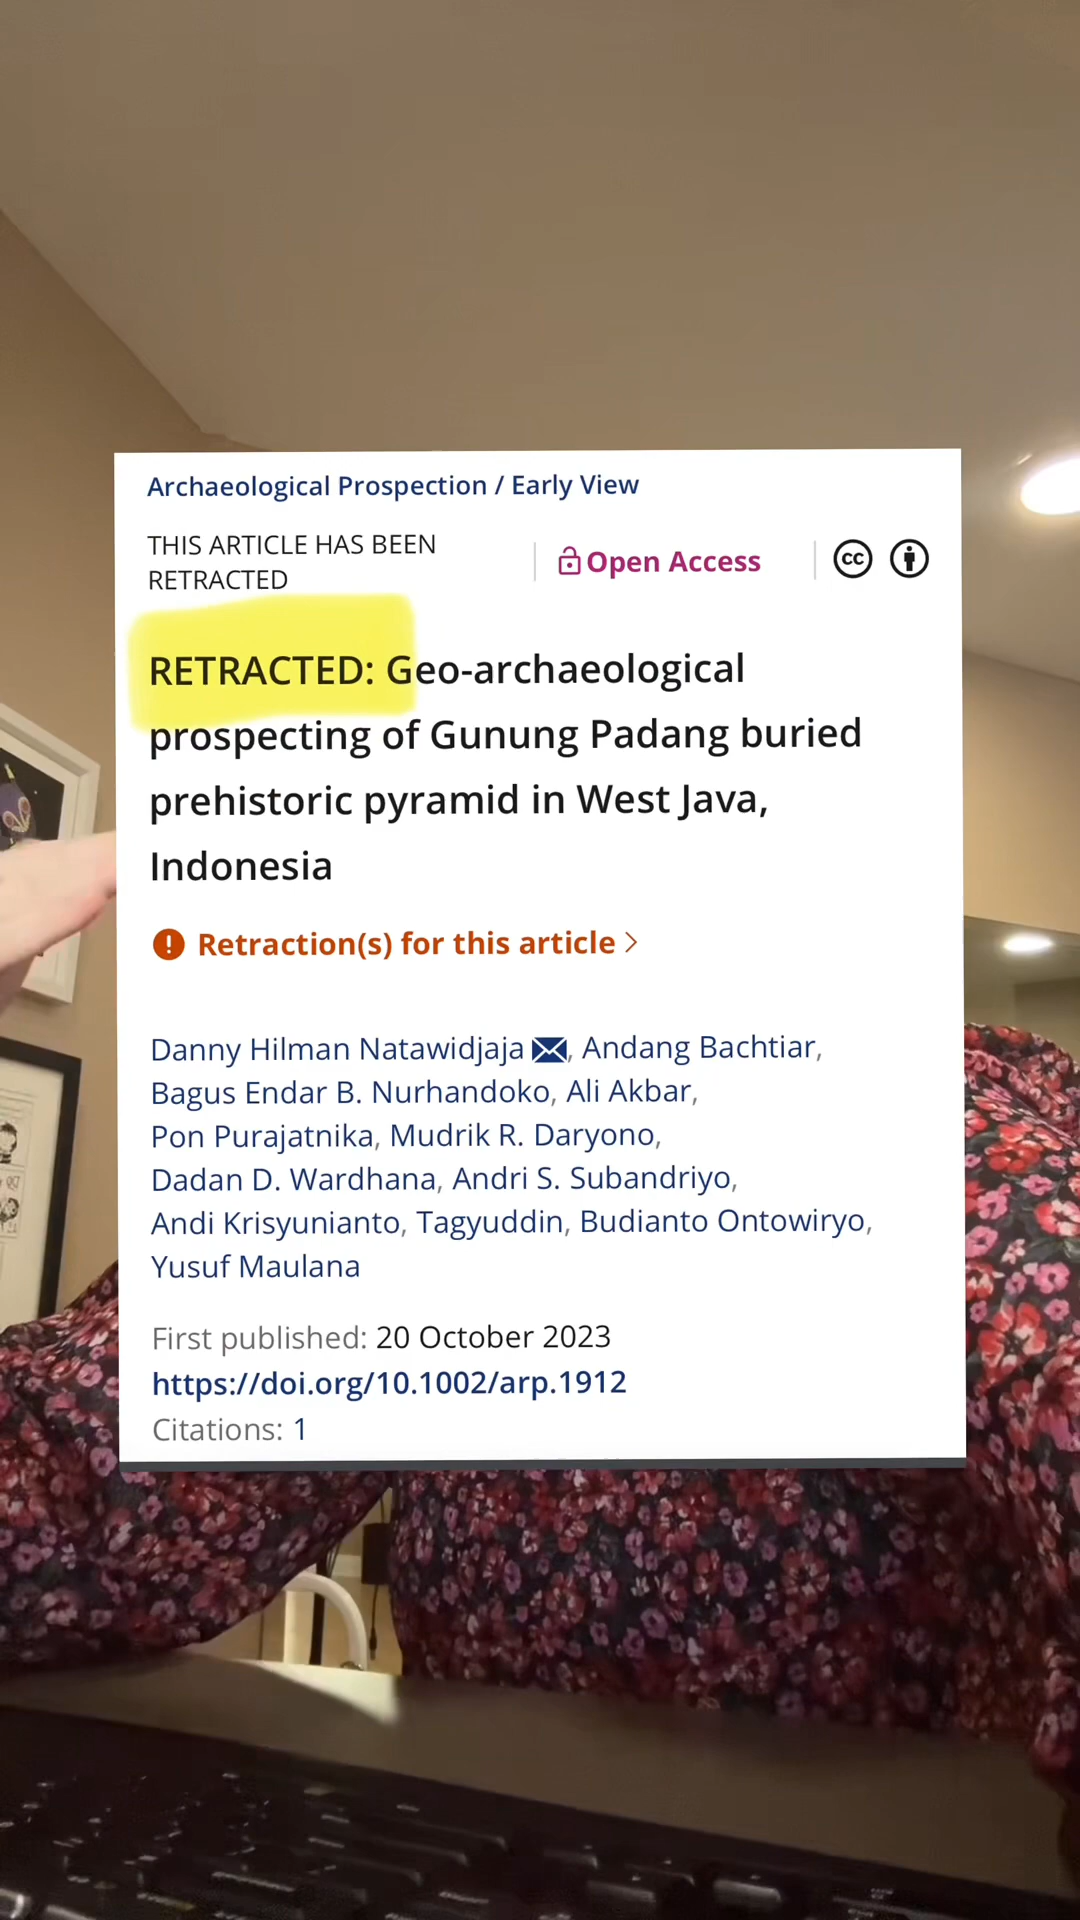 Archaeological Prospection / Early View
THIS ARTICLE HAS BEEN
RETRACTED
Open Access
cc
RETRACTED: Geo-archaeological
prospecting of Gunung Padang buried
prehistoric pyramid in West Java,
Indonesia
Retraction(s) for this article >
Danny Hilman Natawidjaja, Andang Bachtiar,
Bagus Endar B. Nurhandoko, Ali Akbar,
Pon Purajatnika, Mudrik R. Daryono,
Dadan D. Wardhana, Andri S. Subandriyo,
Andi Krisyunianto, Tagyuddin, Budianto Ontowiryo,
Yusuf Maulana
First published: 20 October 2023
https://doi.org/10.1002/arp.1912
Citations: 1